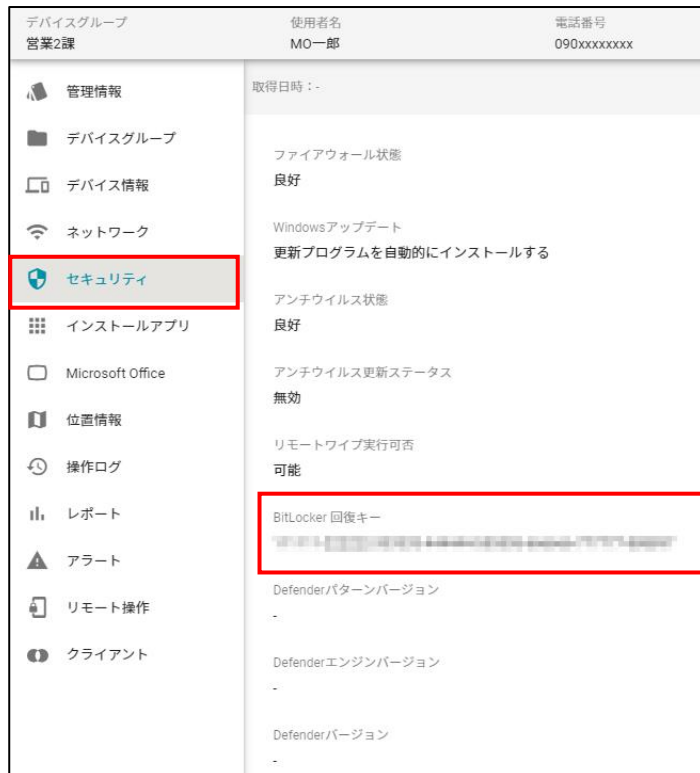 デバイスグループ
使用者名
電話番号
営業2課
MO一郎
090xxxxxxxx
管理情報
デバイスグループ
デバイス情報
ネットワーク
セキュリティ
インストールアプリ
Microsoft Office
位置情報
操作ログ
レポート
アラート
リモート操作
クライアント
取得日時：-
ファイアウォール状態
良好
Windowsアップデート
更新プログラムを自動的にインストールする
アンチウイルス状態
良好
アンチウイルス更新ステータス
無効
リモートワイプ実行可否
可能
BitLocker 回復キー
Defenderパターンバージョン
-
Defenderエンジンバージョン
-
Defenderバージョン
-